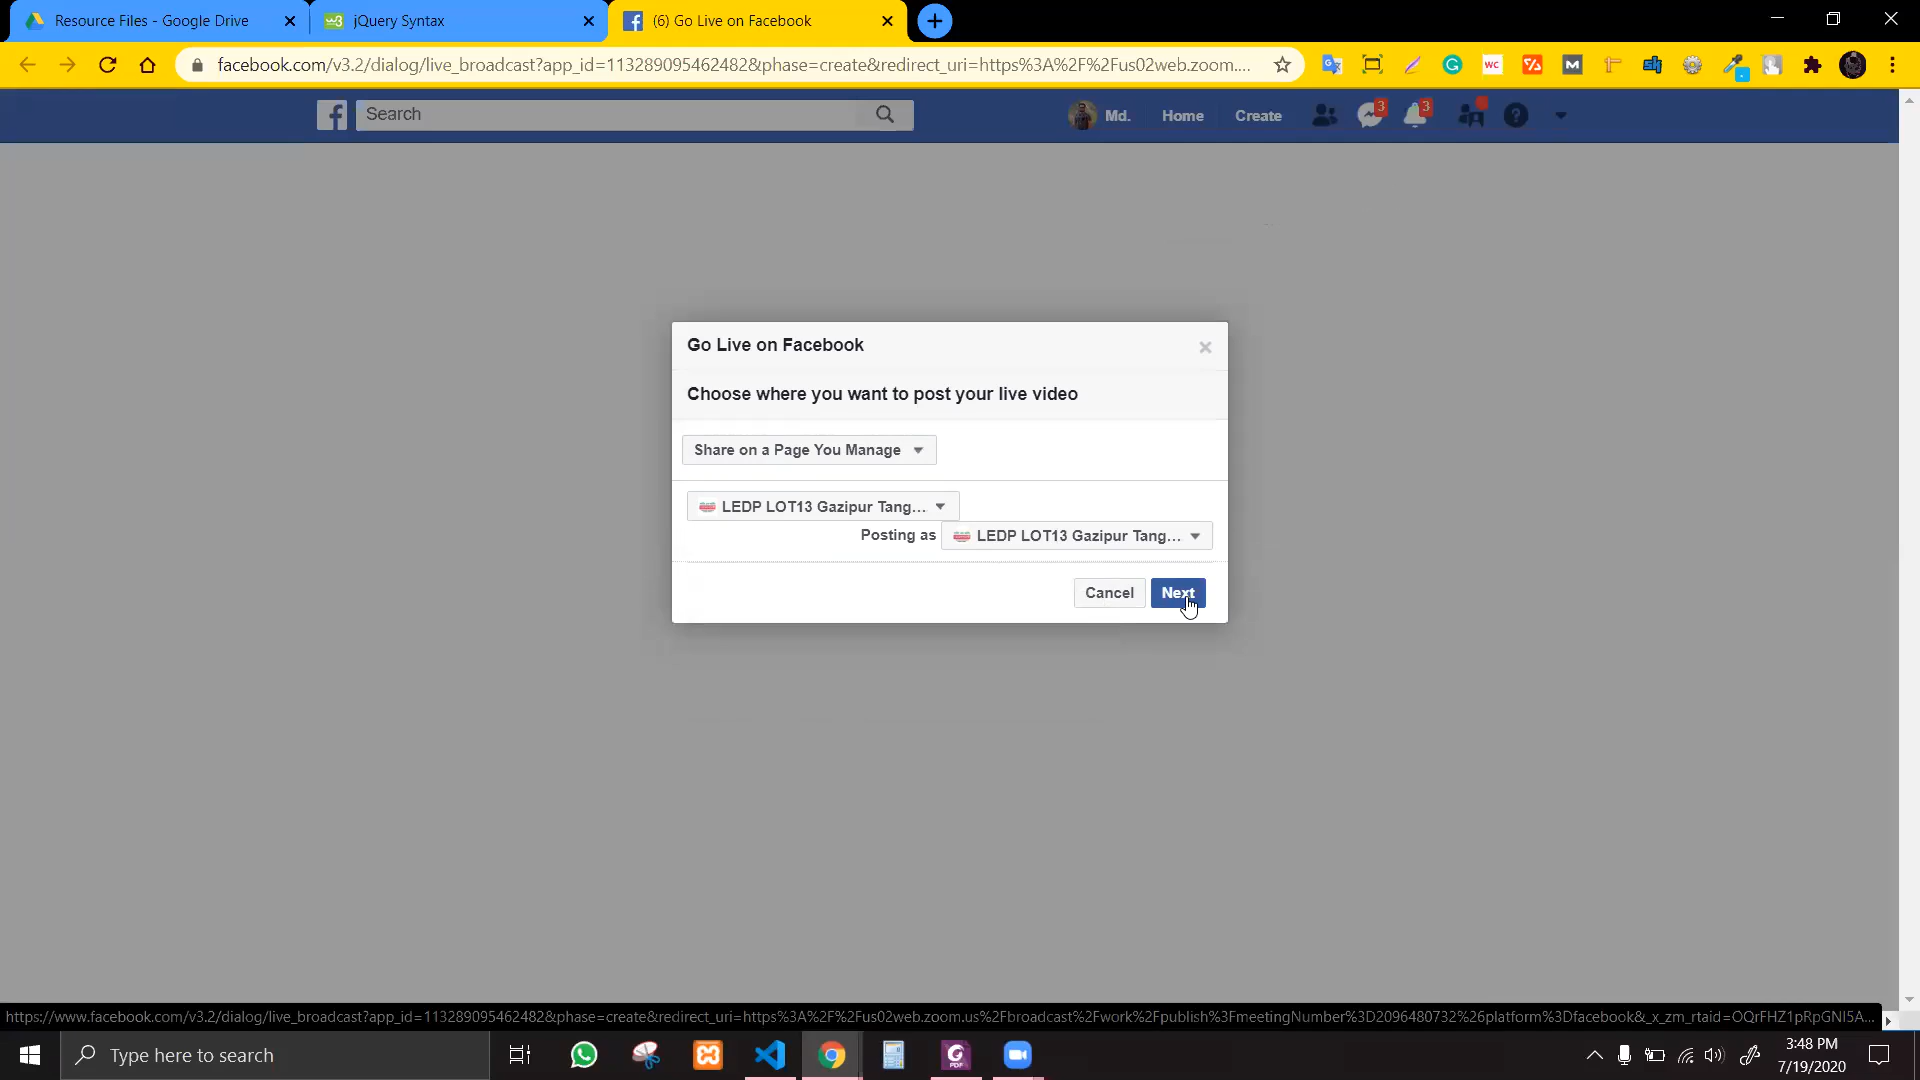 Resource Files - Google Drive
jQuery Syntax
(6) Go Live on Facebook
facebook.com/v3.2/dialog/live_broadcast?app_id=113289095462482&phase=create&redirect_uri=https%3A%2F%2Fus02web.zoom....
Search
Md.
Home
Create
3
3
Go Live on Facebook
Choose where you want to post your live video
Share on a Page You Manage
LEDP LOT13 Gazipur Tang...
Posting as
LEDP LOT13 Gazipur Tang...
Cancel
Next
https://www.facebook.com/v3.2/dialog/live_broadcast?app_id=113289095462482&phase=create&redirect_uri=https%3A%2F%2Fus02web.zoom.us%2Fbroadcast%2Fwork%2Fpublish%3FmeetingNumber%3D2096480732%26platform%3Dfacebook&_x_zm_rtaid=OQrFHZ1pRpGNI5A...
Type here to search
3:48 PM
7/19/2020